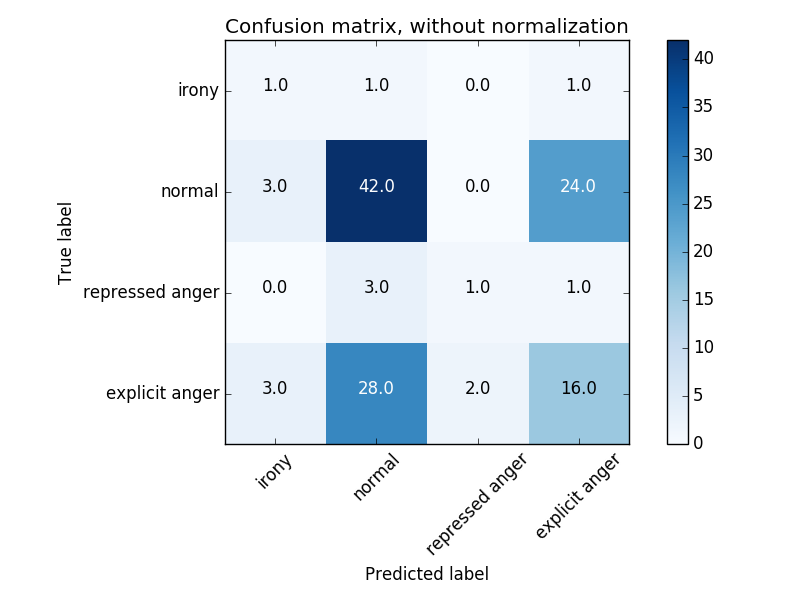 Confusion matrix, without normalization
irony 1.0 1.0 0.0 1.0
normal 3.0 42.0 0.0 24.0
repressed anger 0.0 3.0 1.0 1.0
explicit anger 3.0 28.0 2.0 16.0
irony normal repressed anger explicit anger
Predicted label
True label
40
35
30
25
20
15
10
5
0